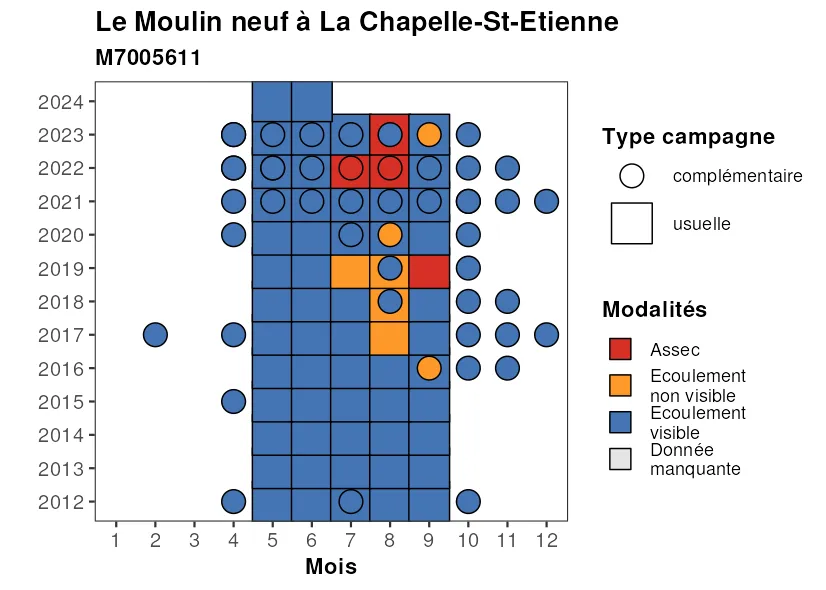 Le Moulin neuf à La Chapelle-St-Etienne
M7005611
2024
2023
2022
2021
2020
2019
2018
2017
2016
2015
2014
2013
2012
1 2 3 4 5 6 7 8 9 10 11 12
Mois
Type campagne
complémentaire
usuelle
Modalités
Assec
Ecoulement
non visible
Ecoulement
visible
Donnée
manquante